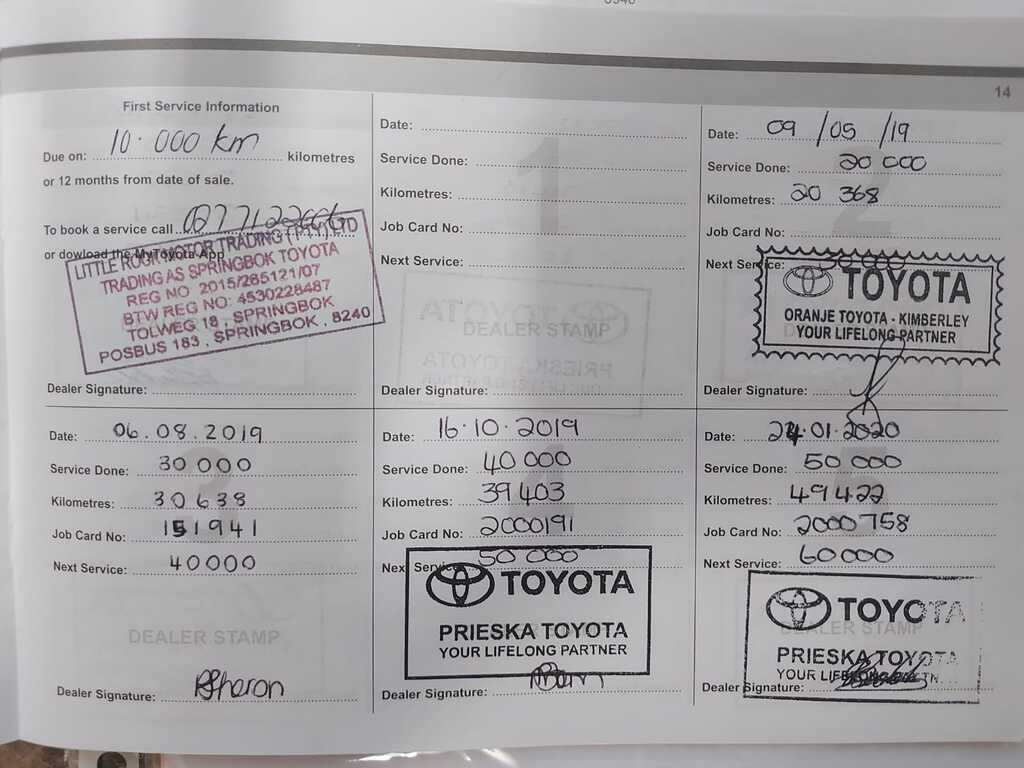 14
First Service Information
Due on: 10.000 km kilometres
or 12 months from date of sale.
To book a service call
or dowload the MyToyota App
LITTLE ROCK MOTOR TRADING (PTY) LTD
TRADING AS SPRINGBOK TOYOTA
REG NO 2015/285121/07
BTW REG NO: 4530228487
TOLWEG 18, SPRINGBOK
POSBUS 183, SPRINGBOK, 8240
Dealer Signature:
Date:
Service Done:
Kilometres:
Job Card No:
Next Service:
DEALER STAMP
Dealer Signature:
Date: 09/05/19
Service Done: 20 000
Kilometres: 20 368
Job Card No:
Next Service: 30 000
TOYOTA
ORANJE TOYOTA - KIMBERLEY
YOUR LIFELONG PARTNER
Dealer Signature:
Date: 06.08.2019
Service Done: 30 000
Kilometres: 30638
Job Card No: 151941
Next Service: 40000
DEALER STAMP
Dealer Signature: Sharon
Date: 16.10.2019
Service Done: 40 000
Kilometres: 39403
Job Card No: 2000191
Next Service: 50 000
TOYOTA
PRIESKA TOYOTA
YOUR LIFELONG PARTNER
Dealer Signature:
Date: 24.01.2020
Service Done: 50 000
Kilometres: 49422
Job Card No: 2000758
Next Service: 60000
TOYOTA
DEALER STAMP
PRIESKA TOYOTA
YOUR LIFELONG PARTN
Dealer Signature: